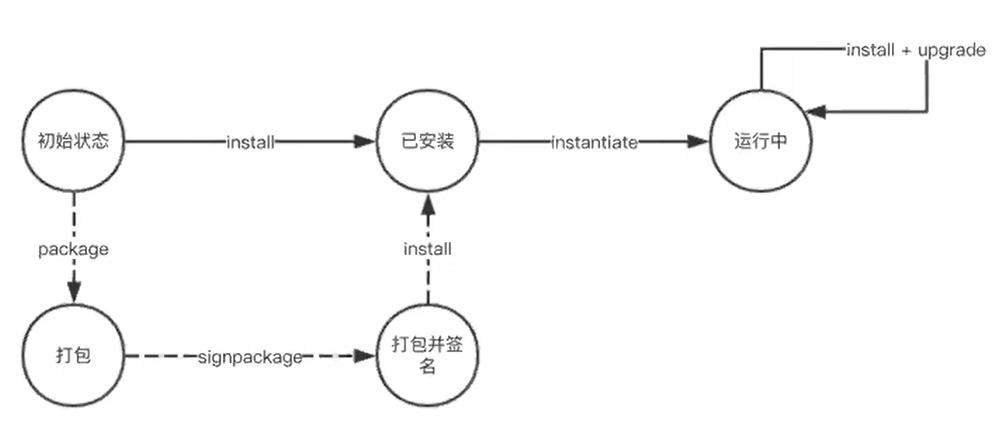 install + upgrade
初始状态
install
已安装
instantiate
运行中
package
install
打包
signpackage
打包并签
名